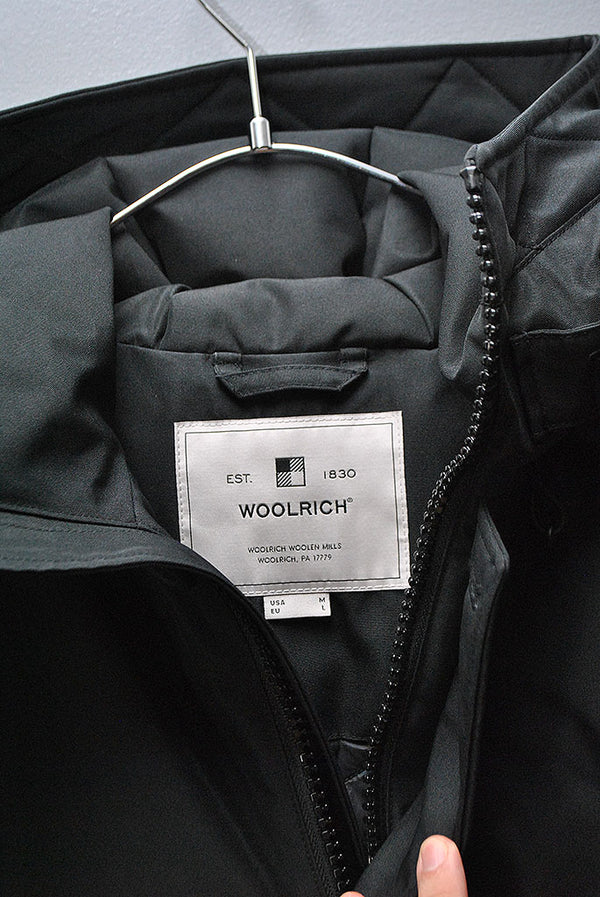 EST. 1830
WOOLRICH®
WOOLRICH WOOLEN MILLS
WOOLRICH, PA 17779
USA M
EU L